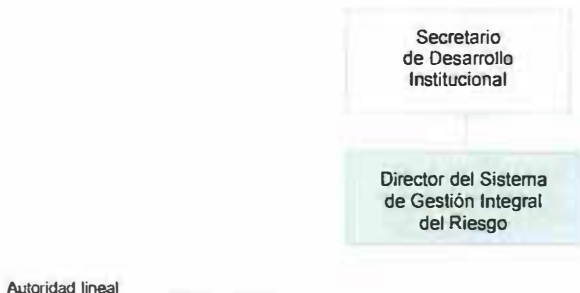 Secretario
de Desarrollo
Institucional
Director del Sistema
de Gestión Integral
del Riesgo
Autoridad lineal